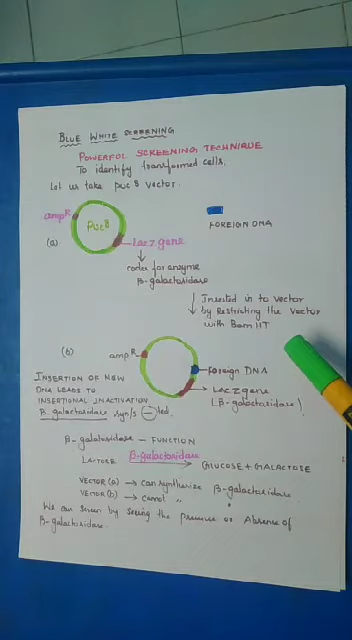 BLUE WHITE SCREENING
POWERFUL SCREENING TECHNIQUE
To identify transformed cells.
Let us take puc 8 vector.
ampR
Puc8
FOREIGN DNA
(a)
Lacz gene
codes for enzyme
β-galactosidase
Inserted in to vector
by Restricting the vector
with Bam
(b)
ampR
Foreign DNA
INSERTION OF NEW
DNA LEADS TO
INSERTIONAL INACTIVATION
β. galactosidase syn/s -ted.
Lacz gene
(β-galactosidase)
β-galatosidase - FUNCTION
LACTOSE β-galactosidase GLUCOSE + GALACTOSE
VECTOR (a) → can synthesize β-galactosidase
VECTOR (b) → cannot "
We can screen by seeing the presence or Absence of
β-galactosidase.